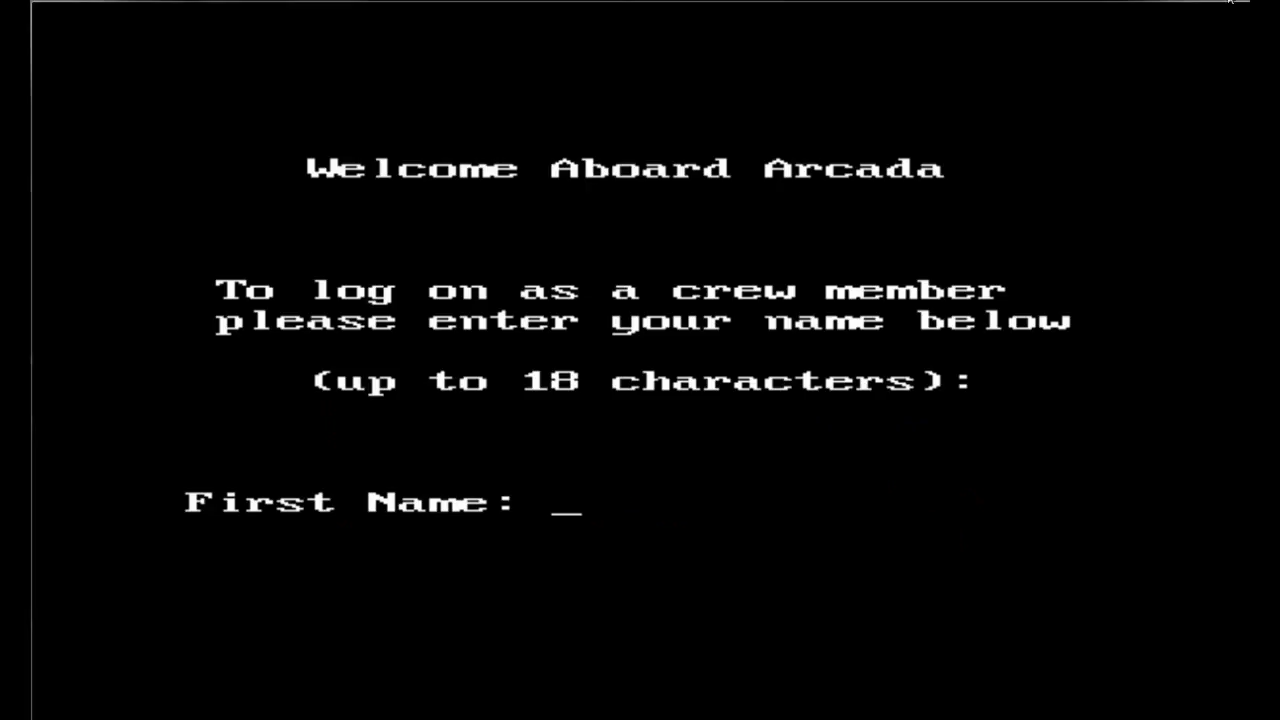 Welcome Aboard Arcada
To log on as a crew member
please enter your name below
(up to 18 characters):
First Name: _